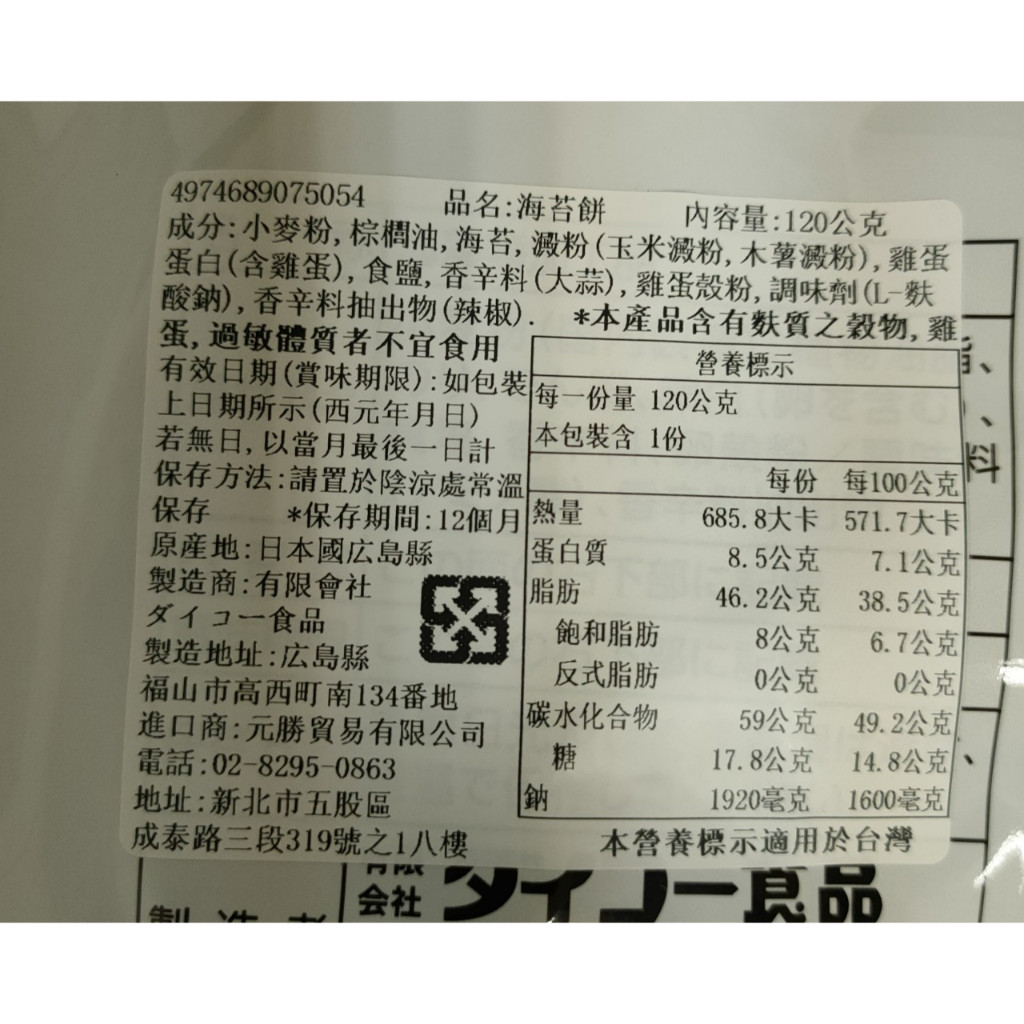 4974689075054 品名:海苔餅 內容量:120公克
成分:小麥粉,棕櫚油,海苔,澱粉(玉米澱粉,木薯澱粉),雞蛋
蛋白(含雞蛋),食鹽,香辛料(大蒜),雞蛋殼粉,調味劑(L-麩
酸鈉),香辛料抽出物(辣椒). *本產品含有麩質之穀物,雞
蛋,過敏體質者不宜食用
有效日期(賞味期限):如包裝
上日期所示(西元年月日)
若無日,以當月最後一日計
保存方法:請置於陰涼處常溫
保存 *保存期間:12個月
原産地:日本國広島縣
製造商:有限會社
ダイコー食品
製造地址:広島縣
福山市高西町南134番地
進口商:元勝貿易有限公司
電話:02-8295-0863
地址:新北市五股區
成泰路三段319號之1八樓
營養標示
每一份量 120公克
本包裝含 1份
每份 每100公克
熱量 685.8大卡 571.7大卡
蛋白質 8.5公克 7.1公克
脂肪 46.2公克 38.5公克
飽和脂肪 8公克 6.7公克
反式脂肪 0公克 0公克
碳水化合物 59公克 49.2公克
糖 17.8公克 14.8公克
鈉 1920毫克 1600毫克
本營養標示適用於台灣
料
有限
会社 ダイコー食品
製造者